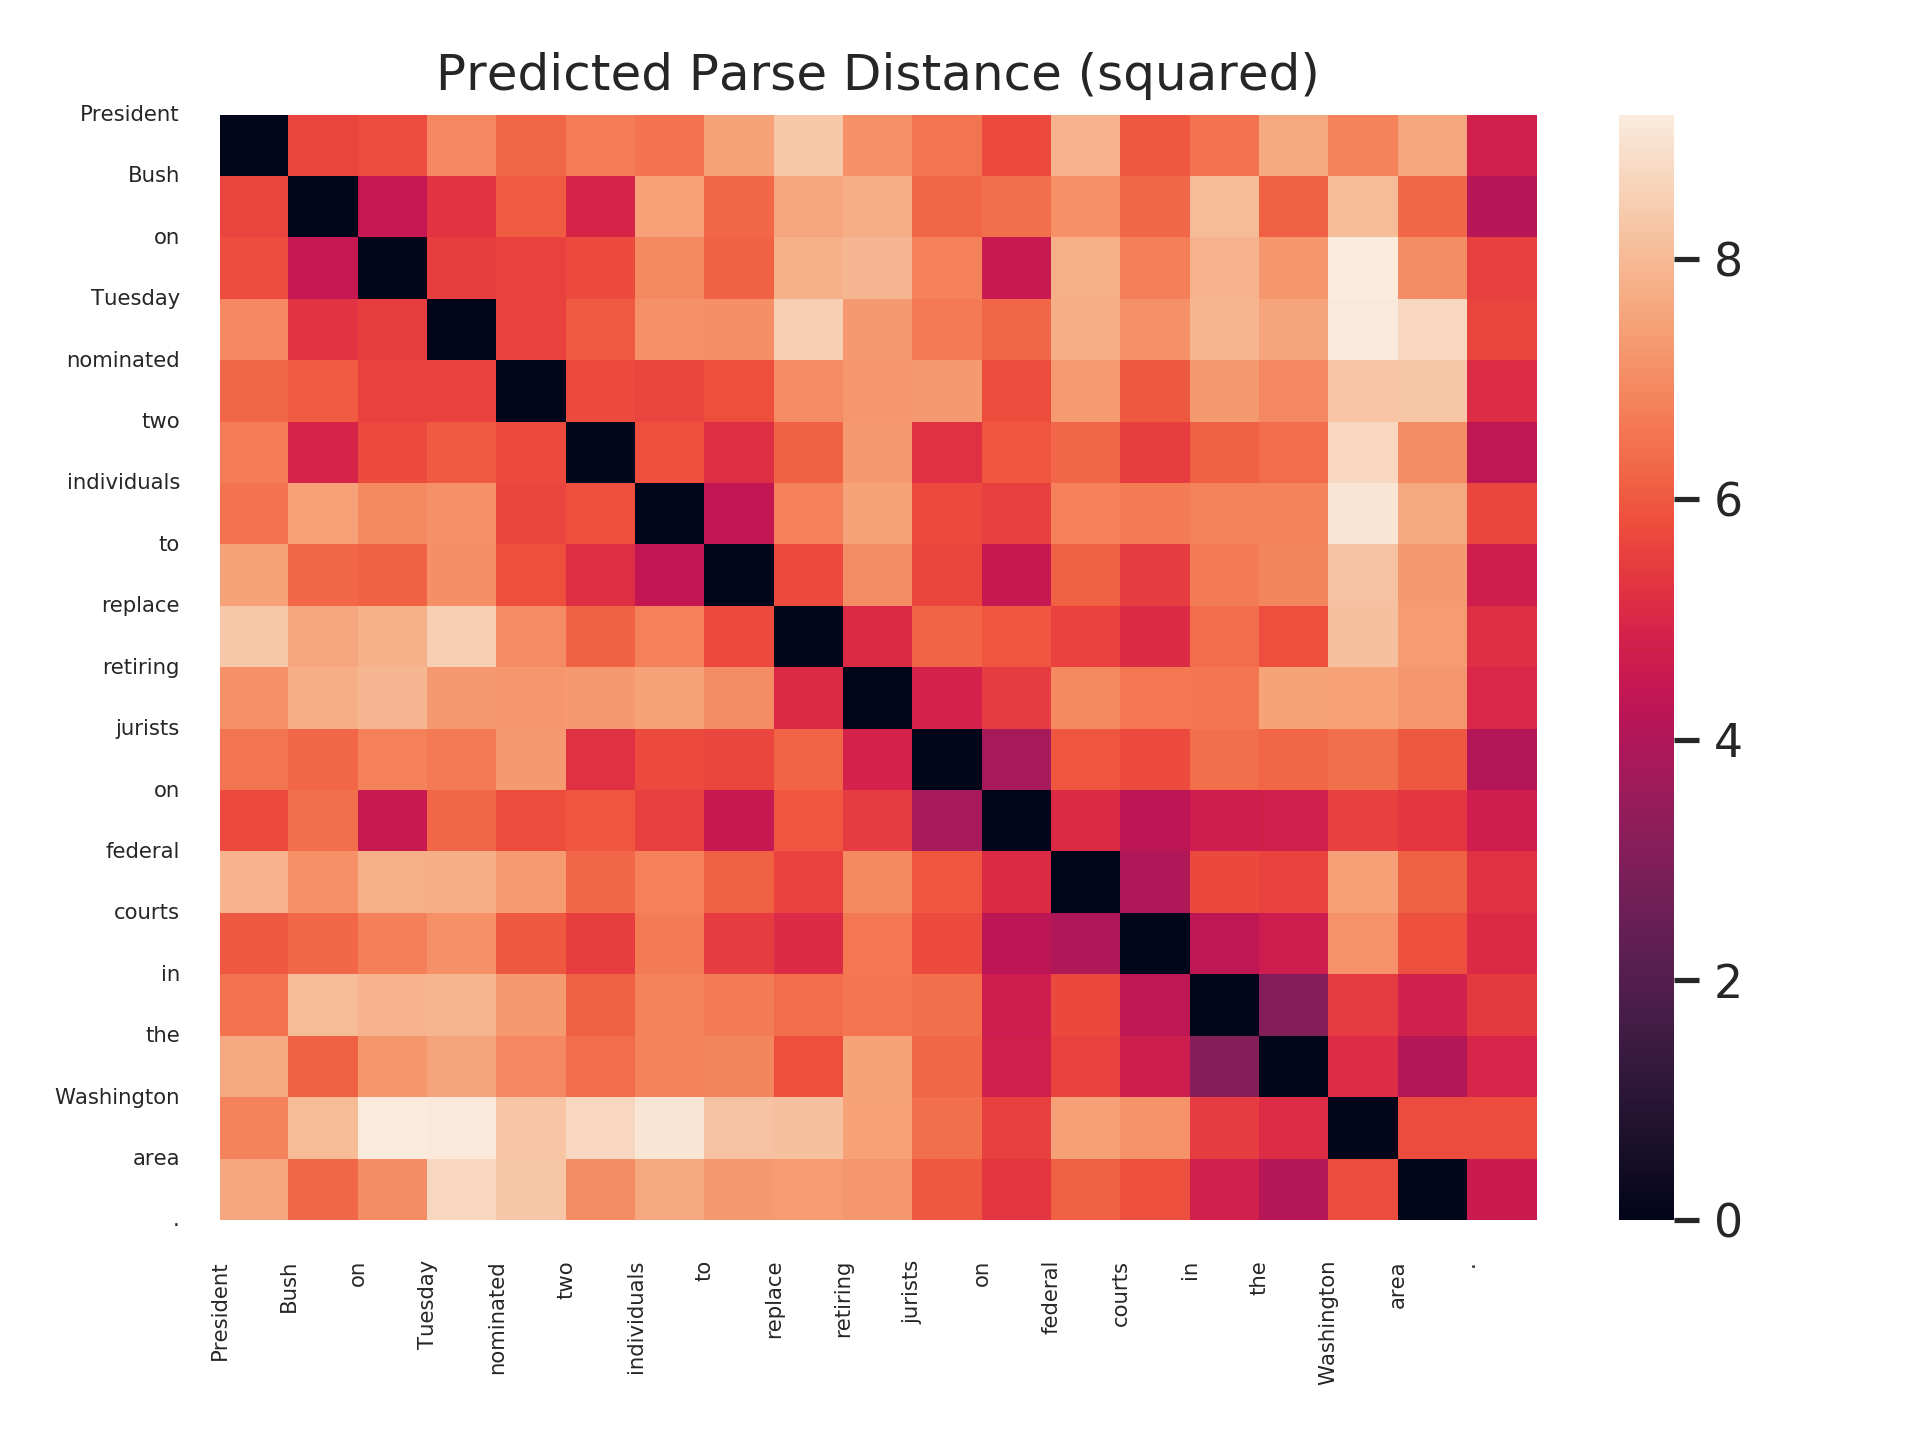 Predicted Parse Distance (squared)
President
Bush
on
Tuesday
nominated
two
individuals
to
replace
retiring
jurists
on
federal
courts
in
the
Washington
area
.
President
Bush
on
Tuesday
nominated
two
individuals
to
replace
retiring
jurists
on
federal
courts
in
the
Washington
area
.
8
6
4
2
0